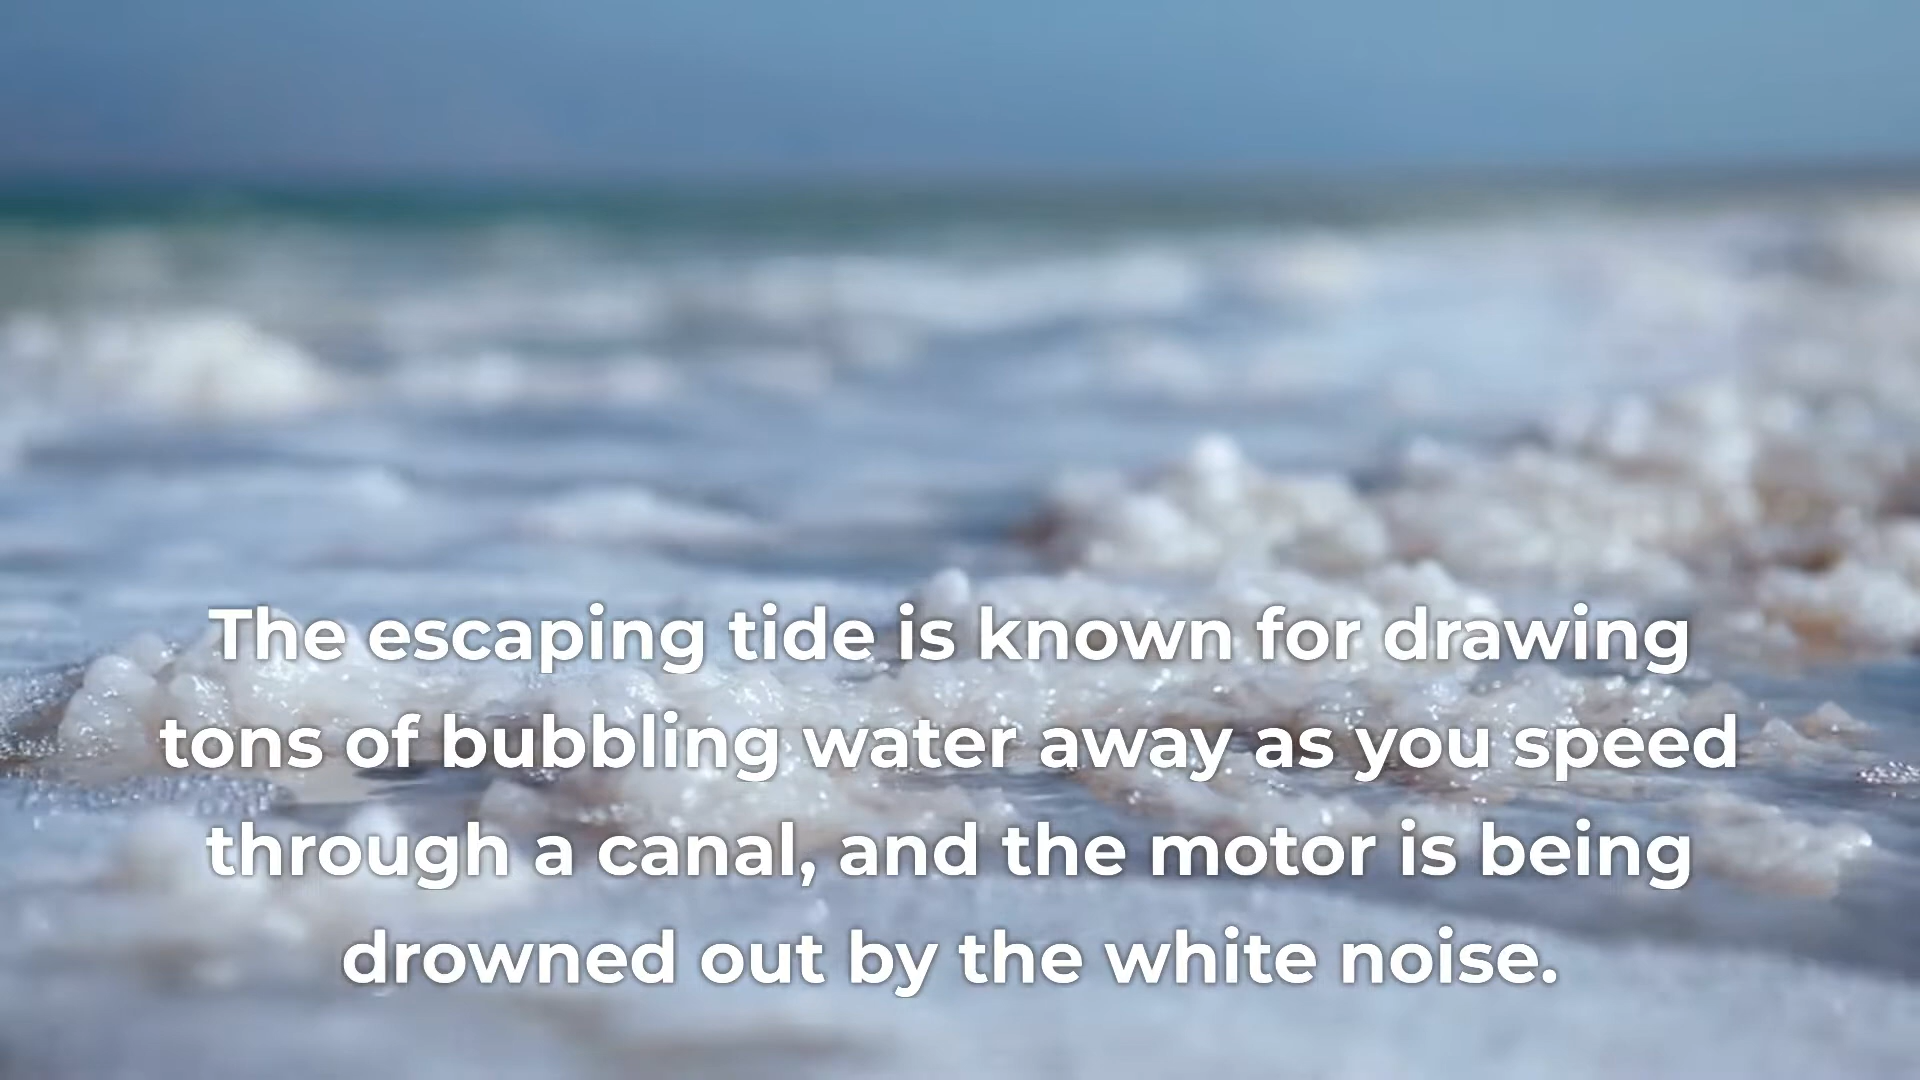 The escaping tide is known for drawing
tons of bubbling water away as you speed
through a canal, and the motor is being
drowned out by the white noise.